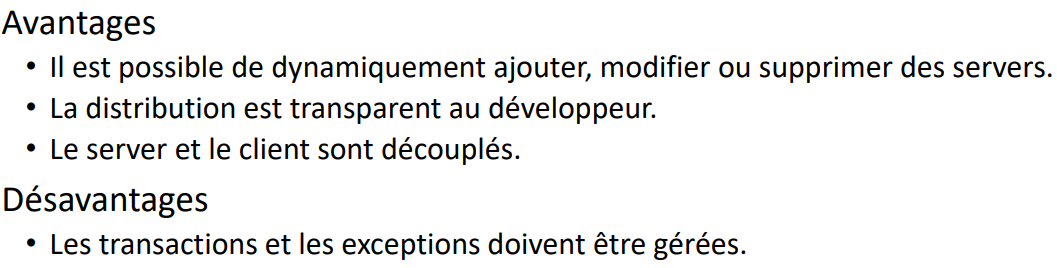 Avantages
• Il est possible de dynamiquement ajouter, modifier ou supprimer des servers.
• La distribution est transparent au développeur.
• Le server et le client sont découplés.
Désavantages
• Les transactions et les exceptions doivent être gérées.